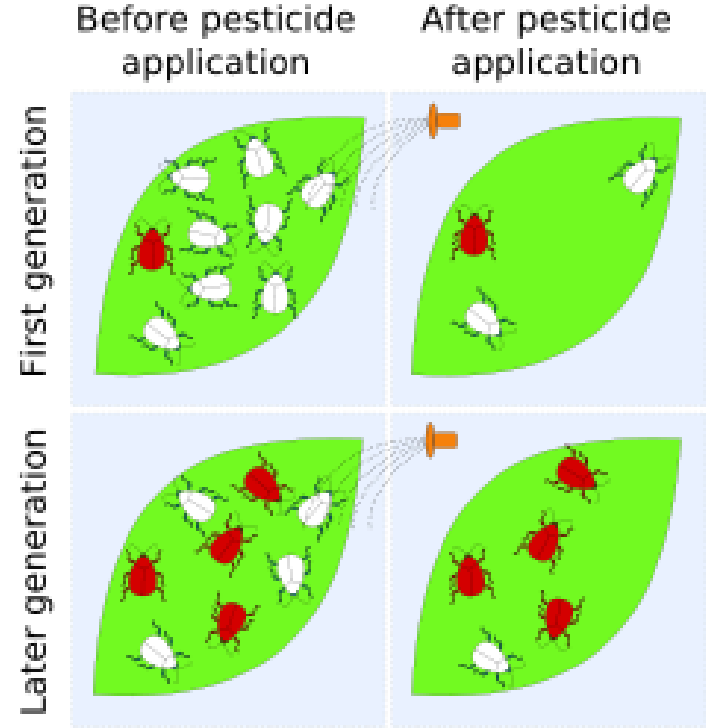 Before pesticide
application
After pesticide
application
First generation
Later generation